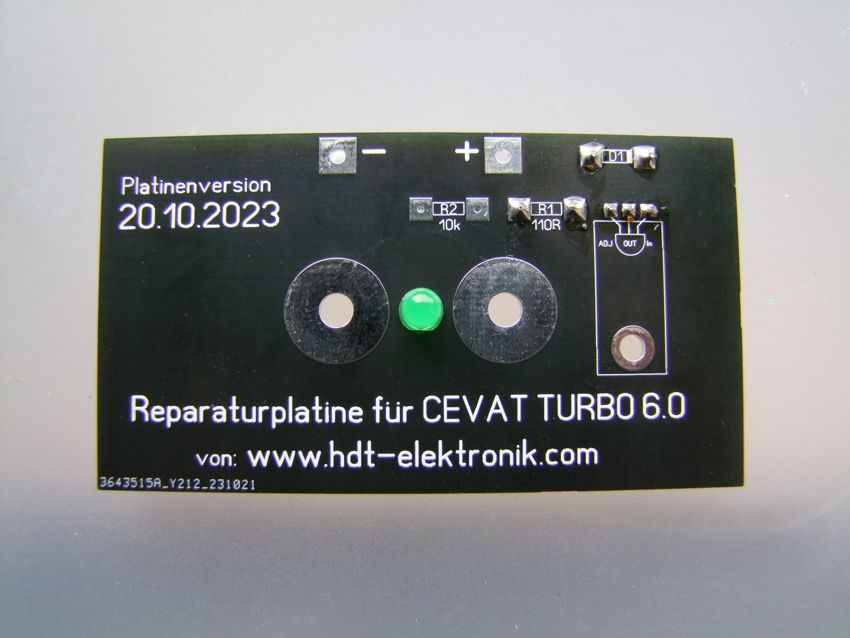 − +
D1
Platinenversion
20.10.2023
R2
10k
R1
110R
ADJ OUT In
Reparaturplatine für CEVAT TURBO 6.0
von: www.hdt-elektronik.com
3643515A_Y212_231021